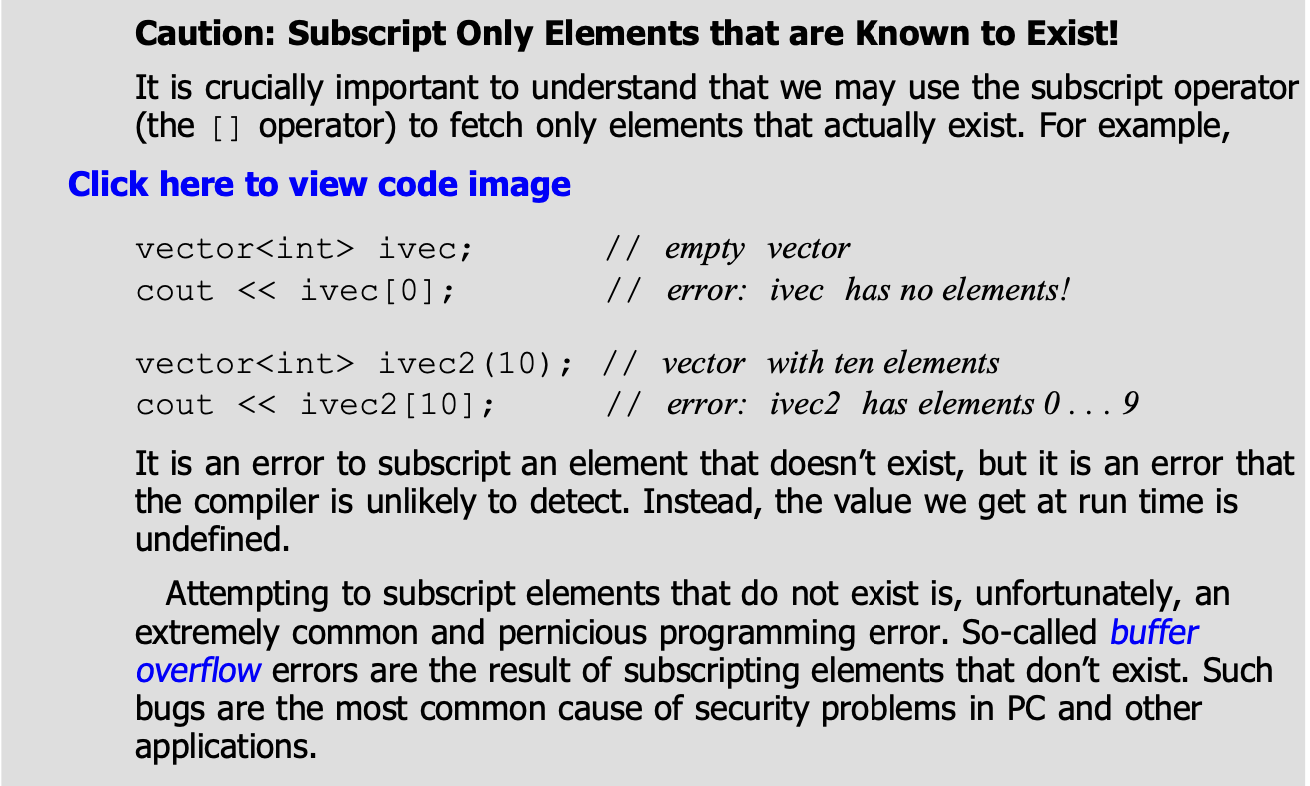 Caution: Subscript Only Elements that are Known to Exist!
It is crucially important to understand that we may use the subscript operator
(the [] operator) to fetch only elements that actually exist. For example,
Click here to view code image
vector<int> ivec;       // empty vector
cout << ivec[0];        // error: ivec has no elements!
vector<int> ivec2(10); // vector with ten elements
cout << ivec2[10];      // error: ivec2 has elements 0 . . . 9
It is an error to subscript an element that doesn’t exist, but it is an error that
the compiler is unlikely to detect. Instead, the value we get at run time is
undefined.
Attempting to subscript elements that do not exist is, unfortunately, an
extremely common and pernicious programming error. So-called buffer
overflow errors are the result of subscripting elements that don’t exist. Such
bugs are the most common cause of security problems in PC and other
applications.